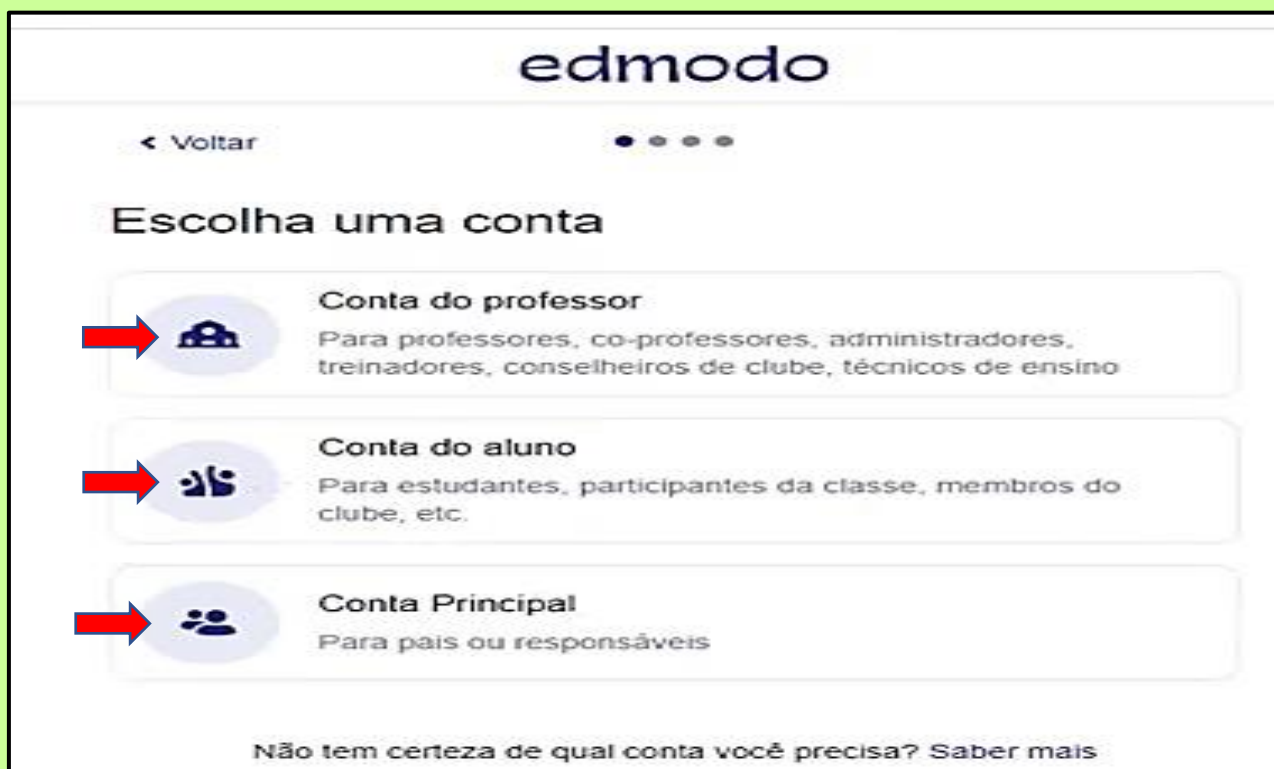 edmodo
< Voltar
Escolha uma conta
Conta do professor
Para professores, co-professores, administradores,
treinadores, conselheiros de clube, técnicos de ensino
Conta do aluno
Para estudantes, participantes da classe, membros do
clube, etc.
Conta Principal
Para pais ou responsáveis
Não tem certeza de qual conta você precisa? Saber mais